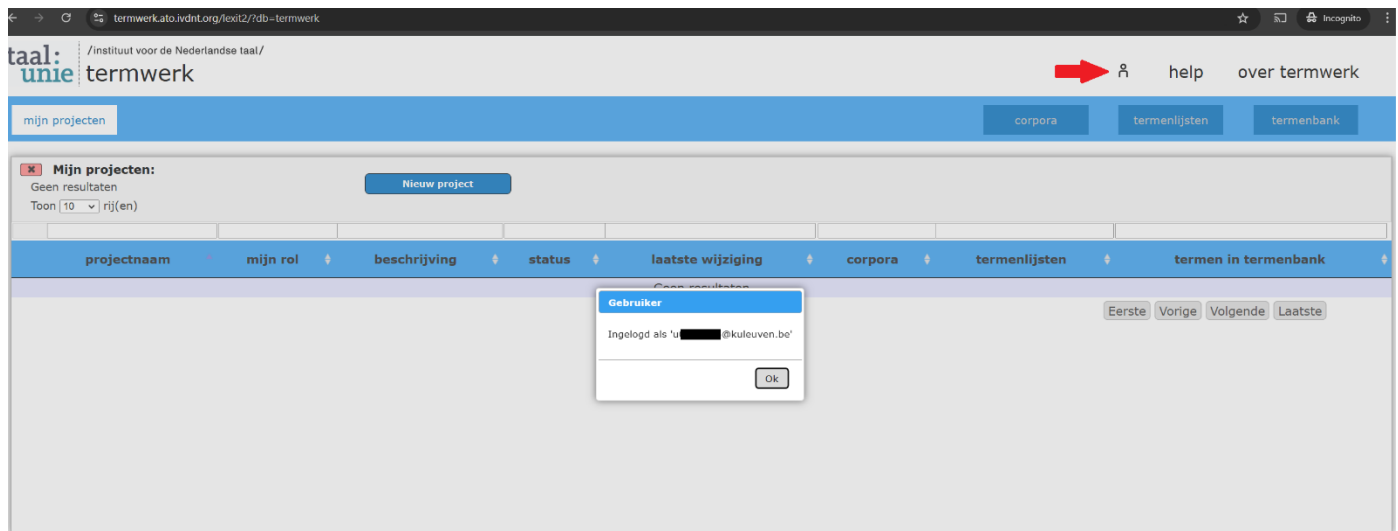 termwerk.ato.ivdnt.org/lexit2/?db=termwerk
Incognito
taal: /instituut voor de Nederlandse taal/
unie termwerk
help over termwerk
mijn projecten corpora termenlijsten termenbank
Mijn projecten:
Geen resultaten Nieuw project
Toon 10 rij(en)
projectnaam mijn rol beschrijving status laatste wijziging corpora termenlijsten termen in termenbank
Geen resultaten
Gebruiker
Eerste Vorige Volgende Laatste
Ingelogd als 'u @kuleuven.be'
Ok